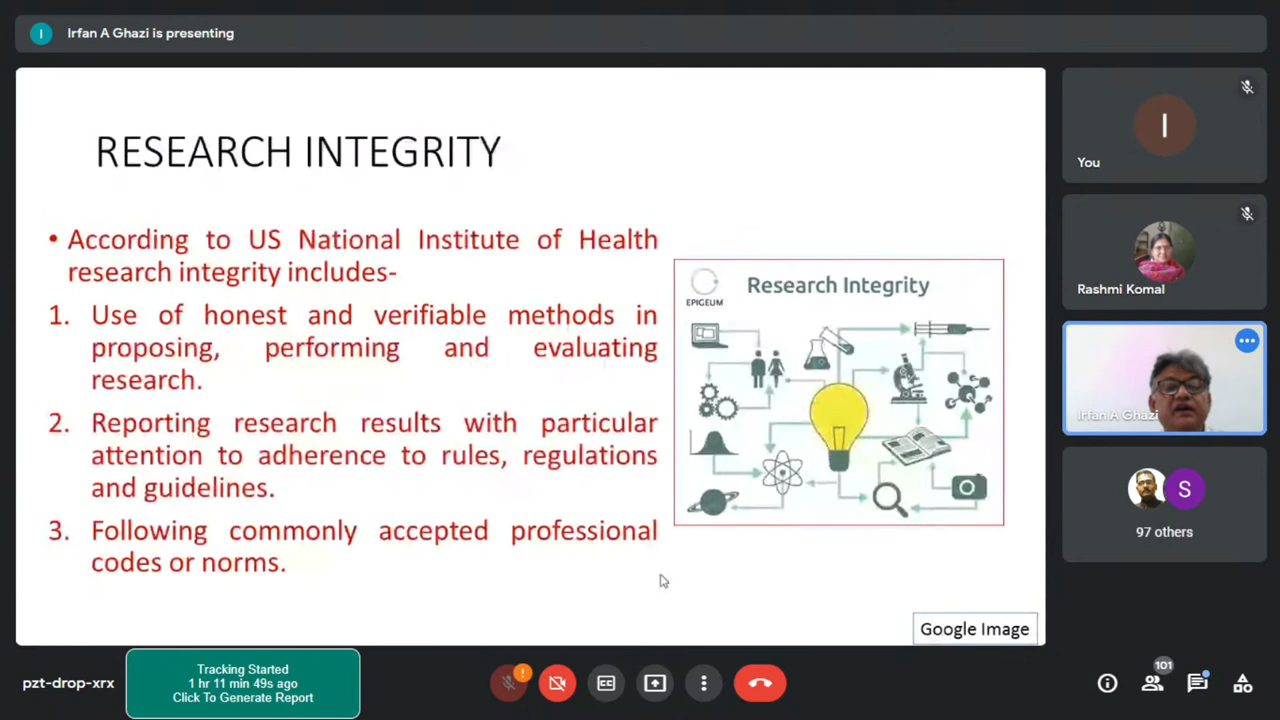 I Irfan A Ghazi is presenting
RESEARCH INTEGRITY
• According to US National Institute of Health
research integrity includes-
1. Use of honest and verifiable methods in
proposing, performing and evaluating
research.
2. Reporting research results with particular
attention to adherence to rules, regulations
and guidelines.
3. Following commonly accepted professional
codes or norms.
EPIGEUM
Research Integrity
Google Image
I
You
Rashmi Komal
Irfan A Ghazi
S
97 others
pzt-drop-xrx
Tracking Started
1 hr 11 min 49s ago
Click To Generate Report
!
CC
101